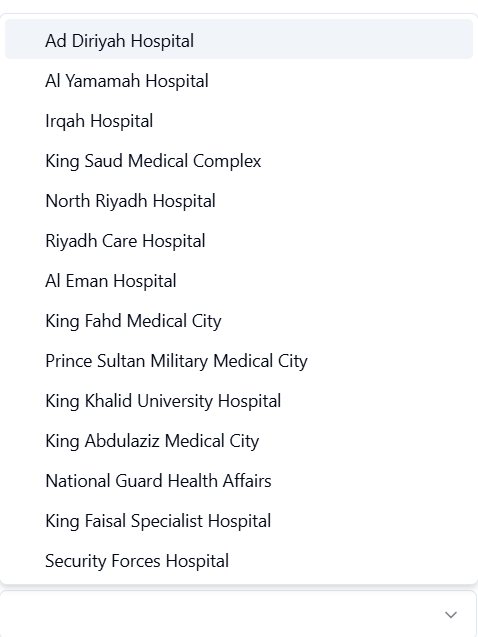 Ad Diriyah Hospital
Al Yamamah Hospital
Irqah Hospital
King Saud Medical Complex
North Riyadh Hospital
Riyadh Care Hospital
Al Eman Hospital
King Fahd Medical City
Prince Sultan Military Medical City
King Khalid University Hospital
King Abdulaziz Medical City
National Guard Health Affairs
King Faisal Specialist Hospital
Security Forces Hospital